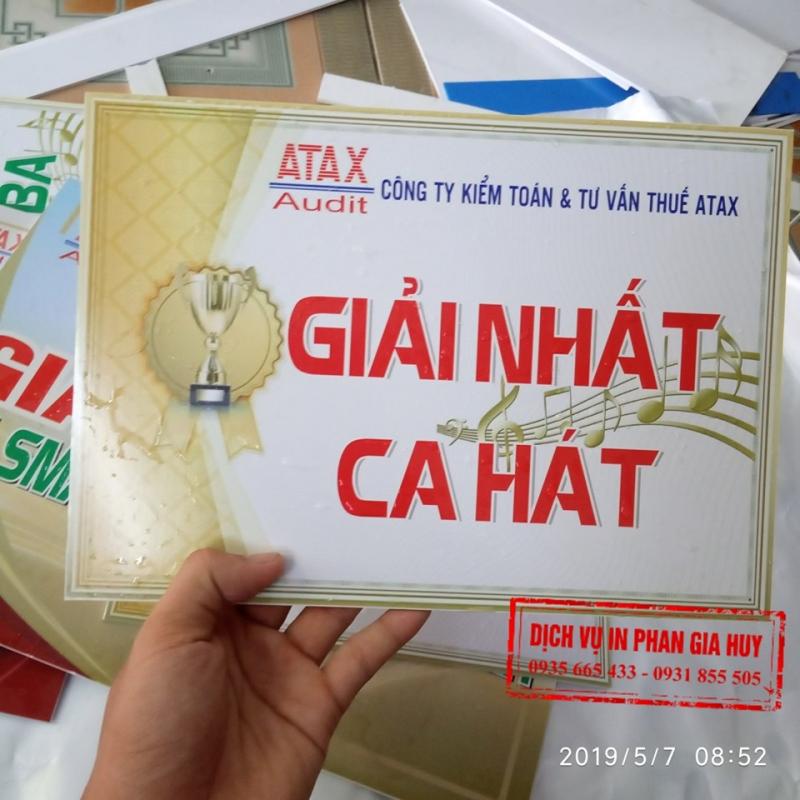 ATAX
Audit
CÔNG TY KIỂM TOÁN & TƯ VẤN THUẾ ATAX
GIẢI NHẤT
CA HÁT
BA
DỊCH VỤ IN PHAN GIA HUY
0935 665 433 - 0931 855 505
2019/5/7 08:52